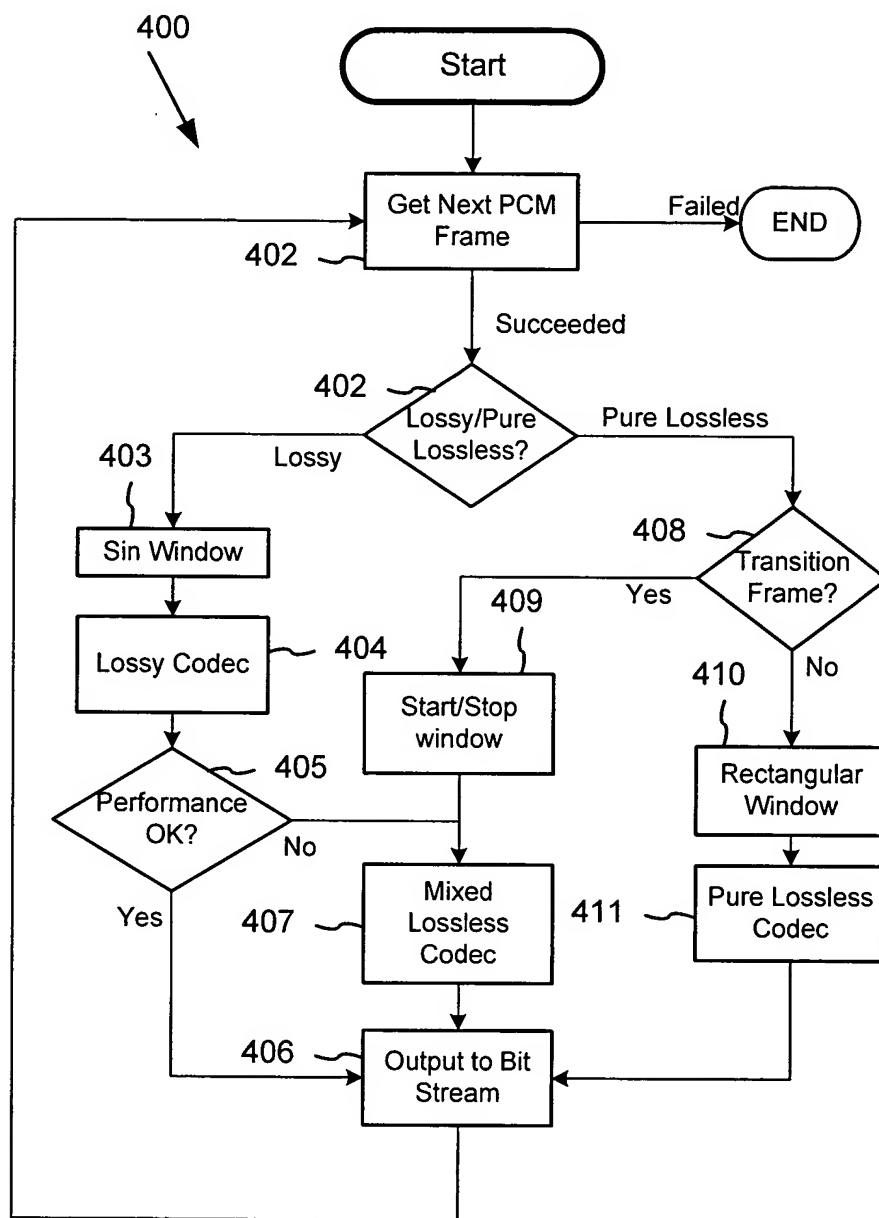 400
Start
Get Next PCM
Frame
402
Failed
END
Succeeded
402
Lossy/Pure
Lossless?
Lossy
Pure Lossless
403
Sin Window
408
Transition
Frame?
Yes
No
404
Lossy Codec
409
Start/Stop
window
410
Rectangular
Window
405
Performance
OK?
No
Yes
407
Mixed
Lossless
Codec
411
Pure Lossless
Codec
406
Output to Bit
Stream